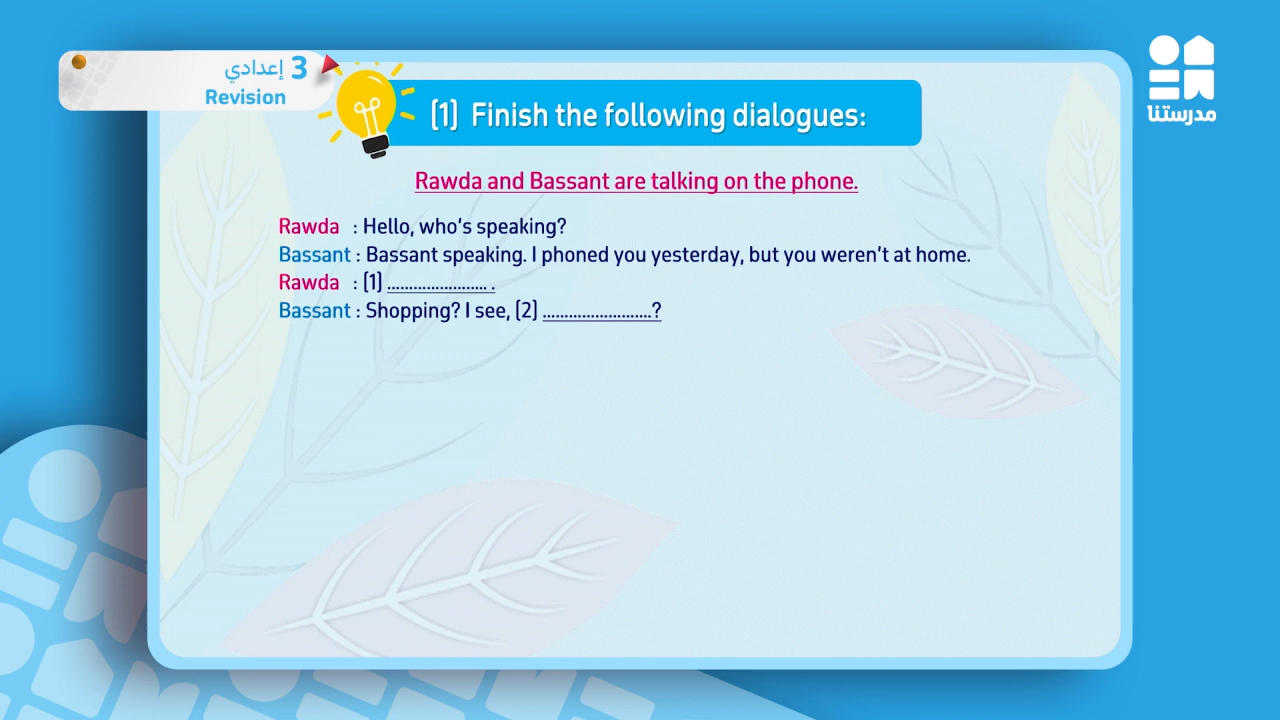 3 إعدادي
Revision
مدرستنا
(1) Finish the following dialogues:
Rawda and Bassant are talking on the phone.
Rawda : Hello, who's speaking?
Bassant : Bassant speaking. I phoned you yesterday, but you weren't at home.
Rawda : (1) ...................... .
Bassant : Shopping? I see, (2) ........................?